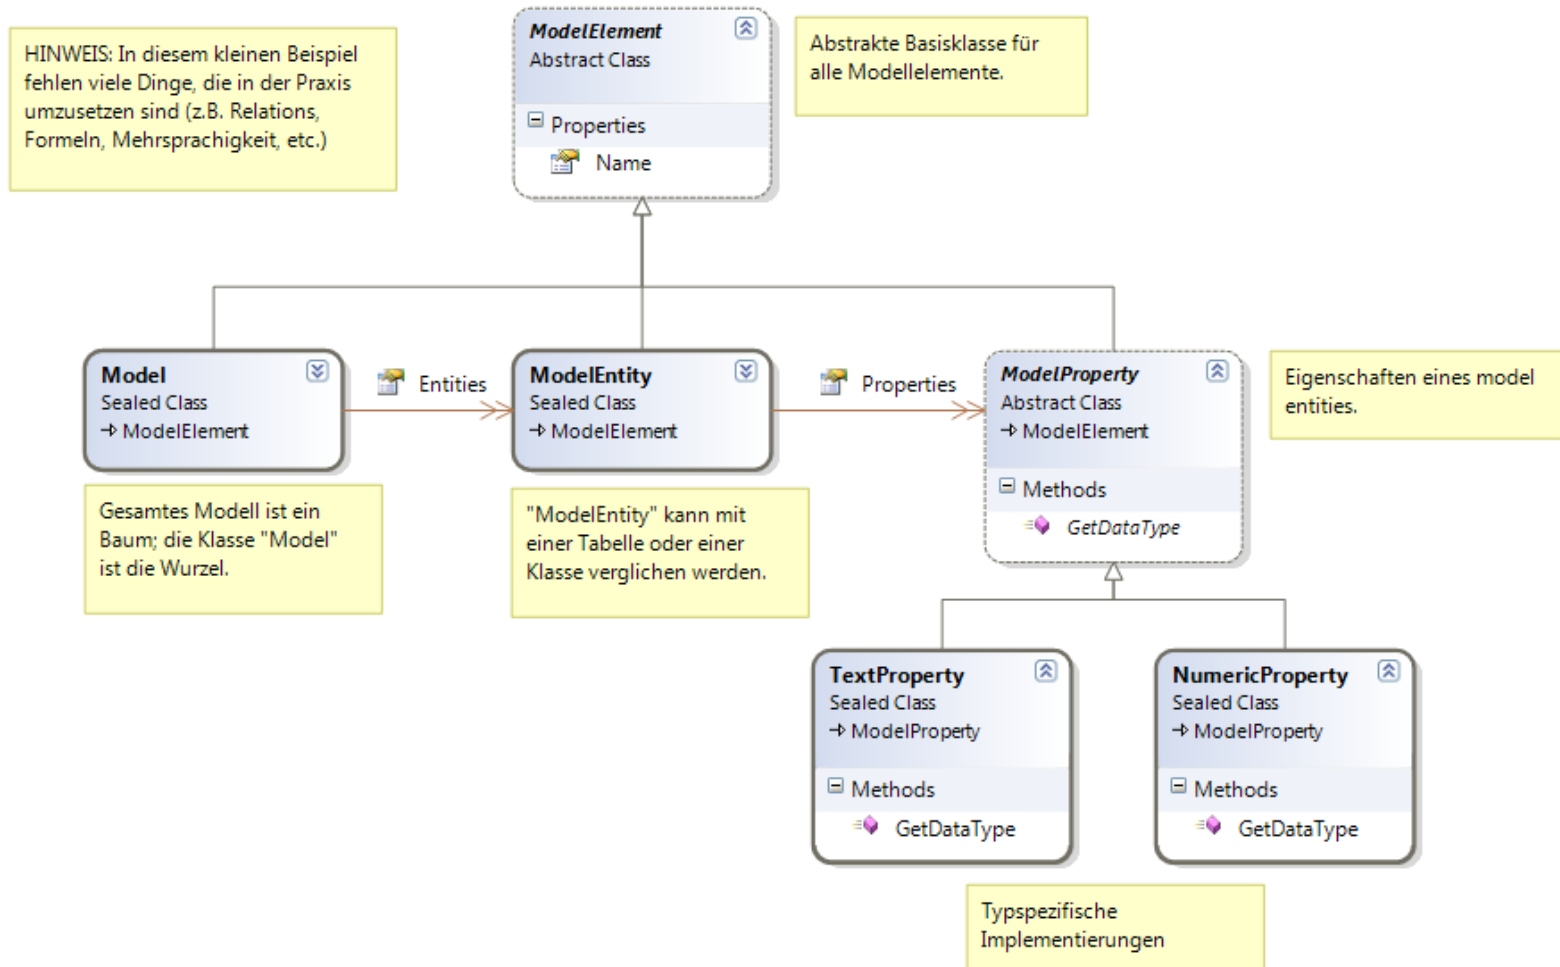 HINWEIS: In diesem kleinen Beispiel
fehlen viele Dinge, die in der Praxis
umzusetzen sind (z.B. Relations,
Formeln, Mehrsprachigkeit, etc.)
ModelElement
Abstract Class
Properties
Name
Abstrakte Basisklasse für
alle Modellelemente.
Model
Sealed Class
ModelElement
Entities
ModelEntity
Sealed Class
ModelElement
Properties
ModelProperty
Abstract Class
ModelElement
Methods
GetDataType
Eigenschaften eines model
entities.
Gesamtes Modell ist ein
Baum; die Klasse "Model"
ist die Wurzel.
"ModelEntity" kann mit
einer Tabelle oder einer
Klasse verglichen werden.
TextProperty
Sealed Class
ModelProperty
Methods
GetDataType
NumericProperty
Sealed Class
ModelProperty
Methods
GetDataType
Typspezifische
Implementierungen